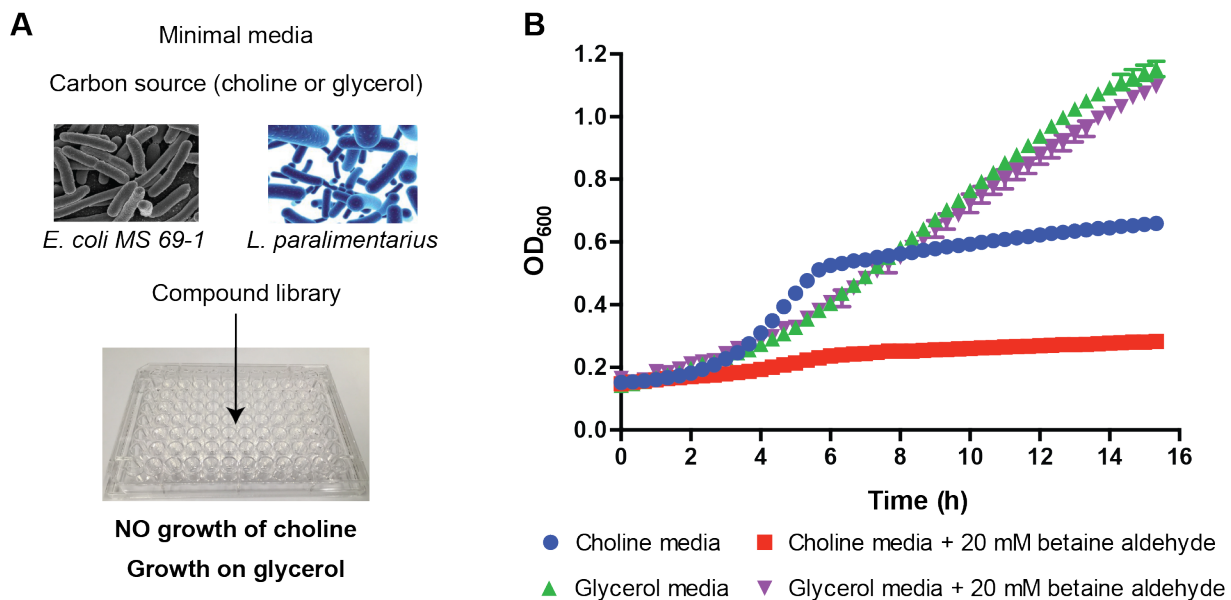 A
Minimal media
Carbon source (choline or glycerol)
E. coli MS 69-1
L. paralimentarius
Compound library
NO growth of choline
Growth on glycerol
B
1.2
1.0
0.8
0.6
0.4
0.2
0.0
OD600
0 2 4 6 8 10 12 14 16
Time (h)
Choline media
Choline media + 20 mM betaine aldehyde
Glycerol media
Glycerol media + 20 mM betaine aldehyde